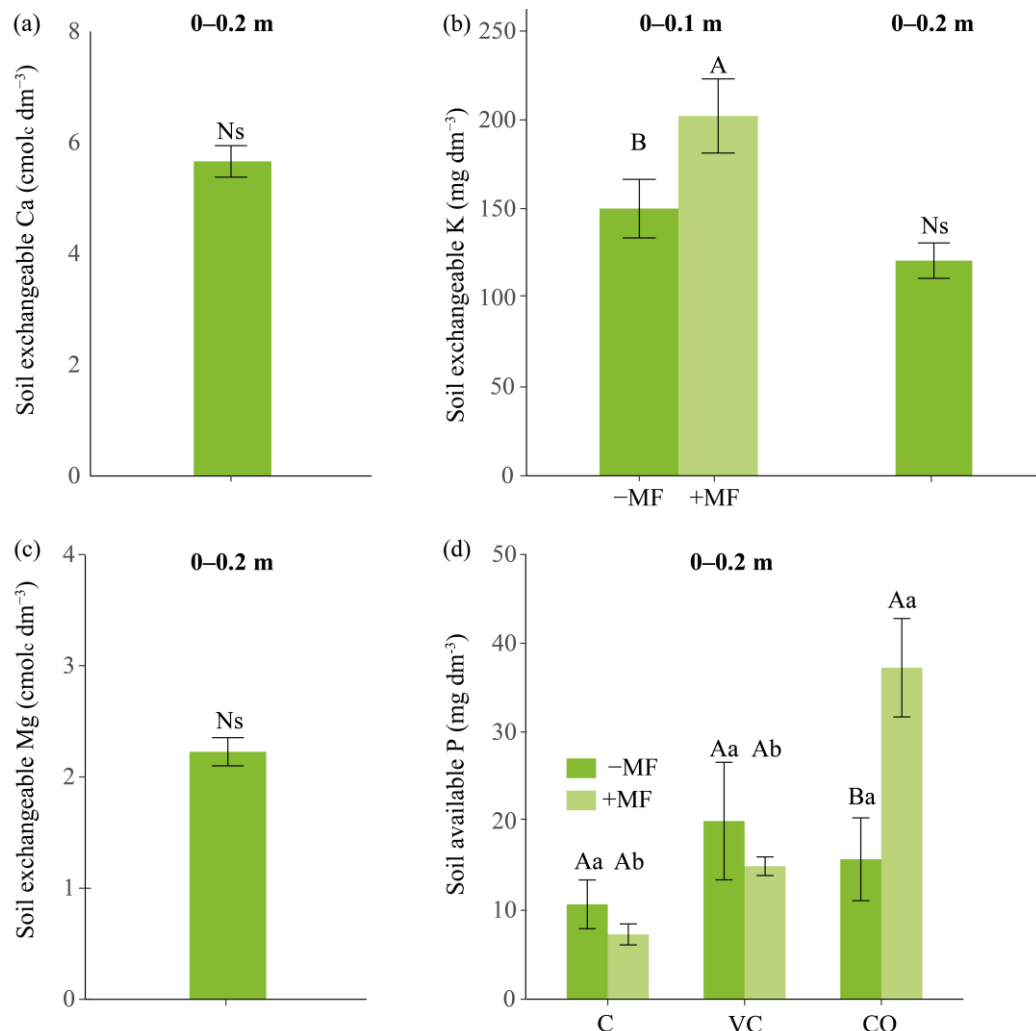 (a)
0–0.2 m
Soil exchangeable Ca (cmolc dm⁻³)
8
6
4
2
0
Ns
(b)
0–0.1 m
0–0.2 m
Soil exchangeable K (mg dm⁻³)
250
200
150
100
50
0
B
A
Ns
−MF
+MF
(c)
0–0.2 m
Soil exchangeable Mg (cmolc dm⁻³)
4
3
2
1
0
Ns
(d)
0–0.2 m
Soil available P (mg dm⁻³)
50
40
30
20
10
0
−MF
+MF
Aa Ab
Aa Ab
Ba
Aa
C
VC
CO